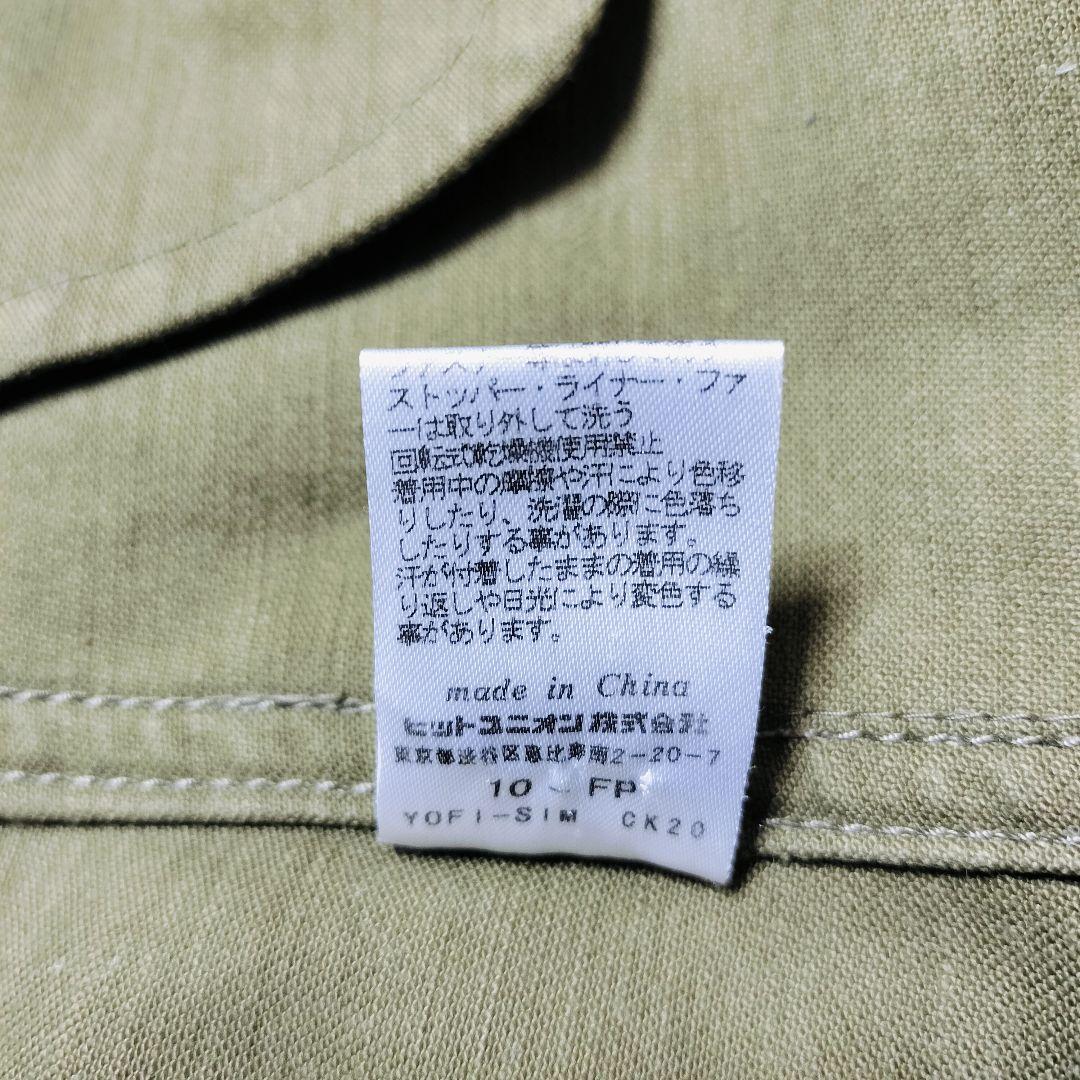 ストッパー・ライナー・ファ
ーは取り外して洗う
回転式乾燥機使用禁止
着用中の摩擦や汗により色移
りしたり、洗濯の際に色落ち
したりする事があります。
汗が付着したままの着用の繰
り返しや日光により変色する
事があります。
made in China
ヒットユニオン株式会社
東京都渋谷区恵比寿南2-20-7
10 - FP
YOFI-SIM CK20